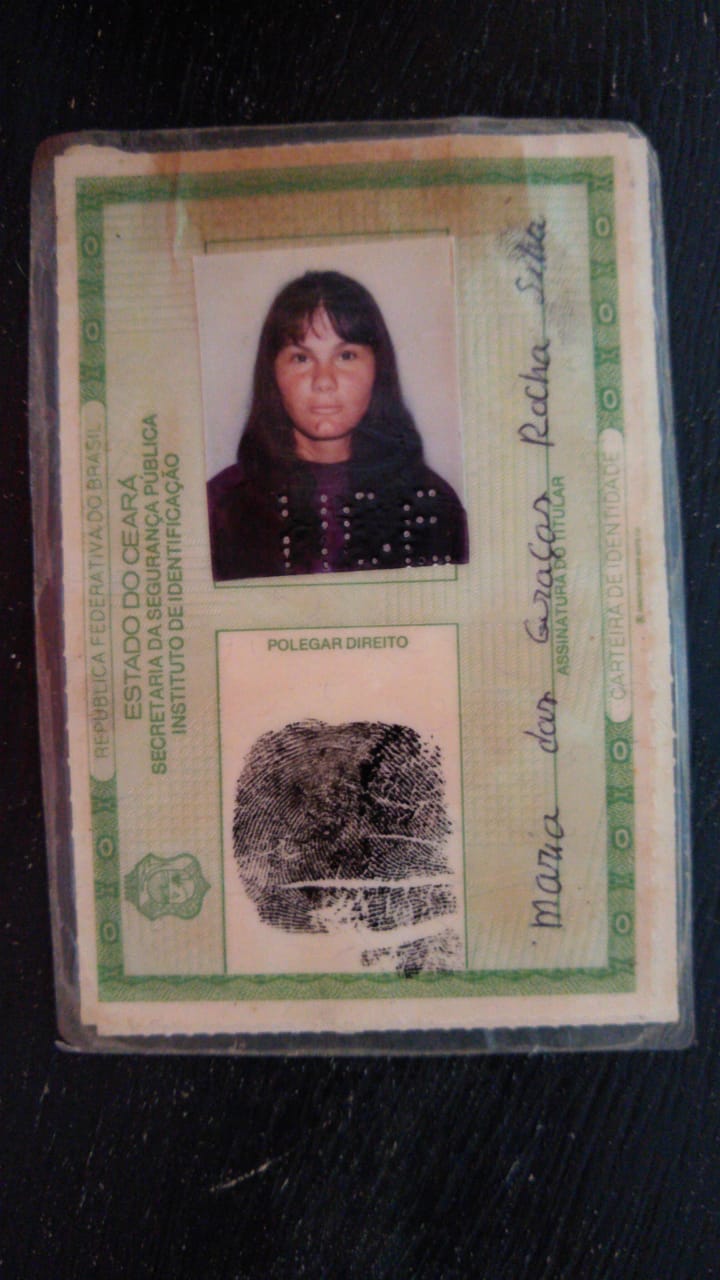 REPÚBLICA FEDERATIVA DO BRASIL
ESTADO DO CEARÁ
SECRETARIA DA SEGURANÇA PÚBLICA
INSTITUTO DE IDENTIFICAÇÃO
POLEGAR DIREITO
Maria das Graças Rocha Silva
ASSINATURA DO TITULAR
CARTEIRA DE IDENTIDADE